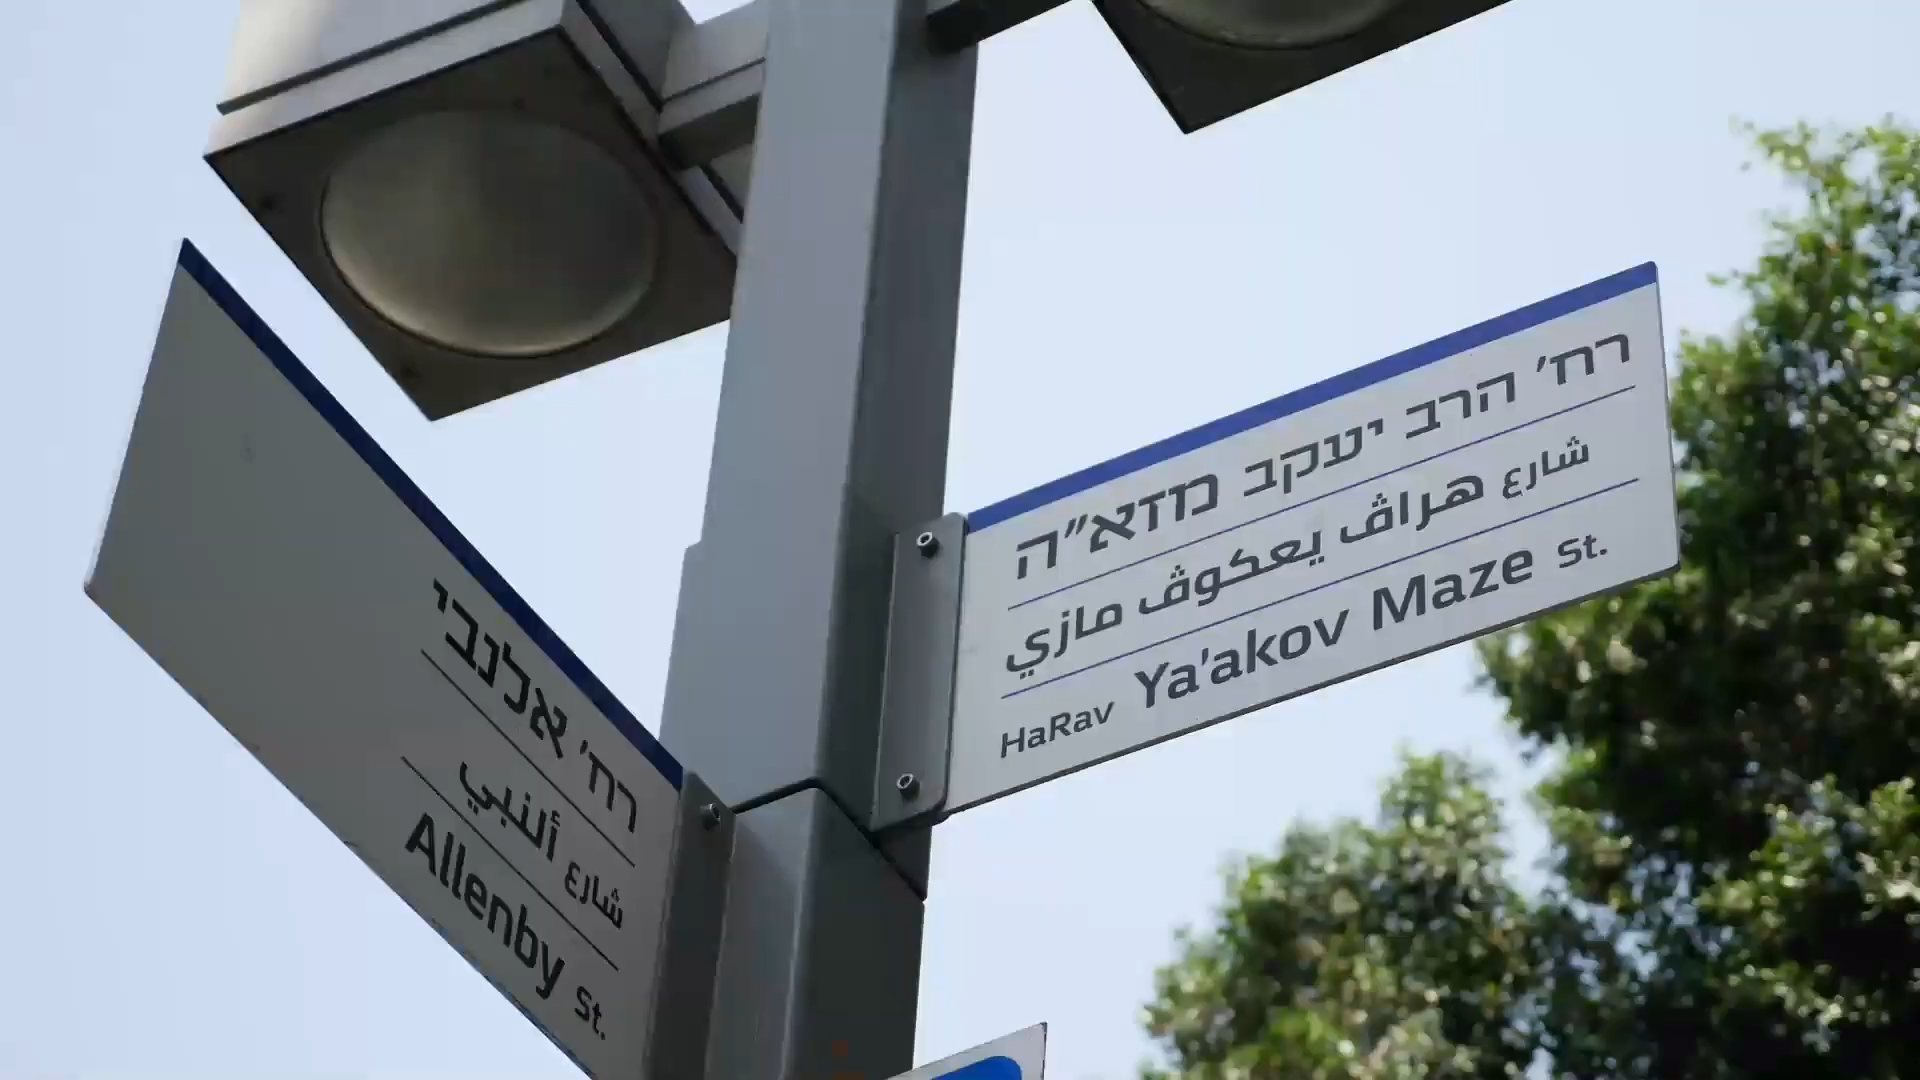 רח' אלנבי
شارع ألنبي
Allenby St.
רח' הרב יעקב מזא"ה
شارع هراڤ يعكوڤ مازي
HaRav Ya'akov Maze St.